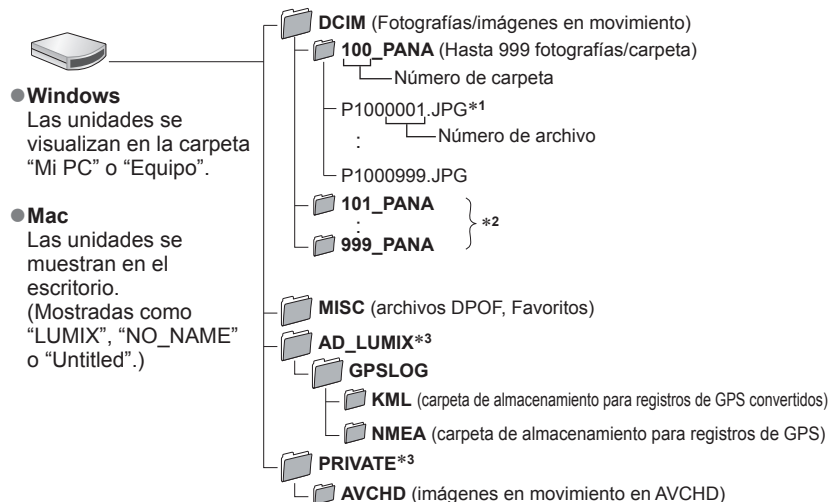 ●Windows
Las unidades se
visualizan en la carpeta
“Mi PC” o “Equipo”.
●Mac
Las unidades se
muestran en el
escritorio.
(Mostradas como
“LUMIX”, “NO_NAME”
o “Untitled”.)
DCIM (Fotografías/imágenes en movimiento)
100_PANA (Hasta 999 fotografías/carpeta)
Número de carpeta
P1000001.JPG*1
Número de archivo
:
P1000999.JPG
101_PANA
:
*2
999_PANA
MISC (archivos DPOF, Favoritos)
AD_LUMIX*3
GPSLOG
KML (carpeta de almacenamiento para registros de GPS convertidos)
NMEA (carpeta de almacenamiento para registros de GPS)
PRIVATE*3
AVCHD (imágenes en movimiento en AVCHD)